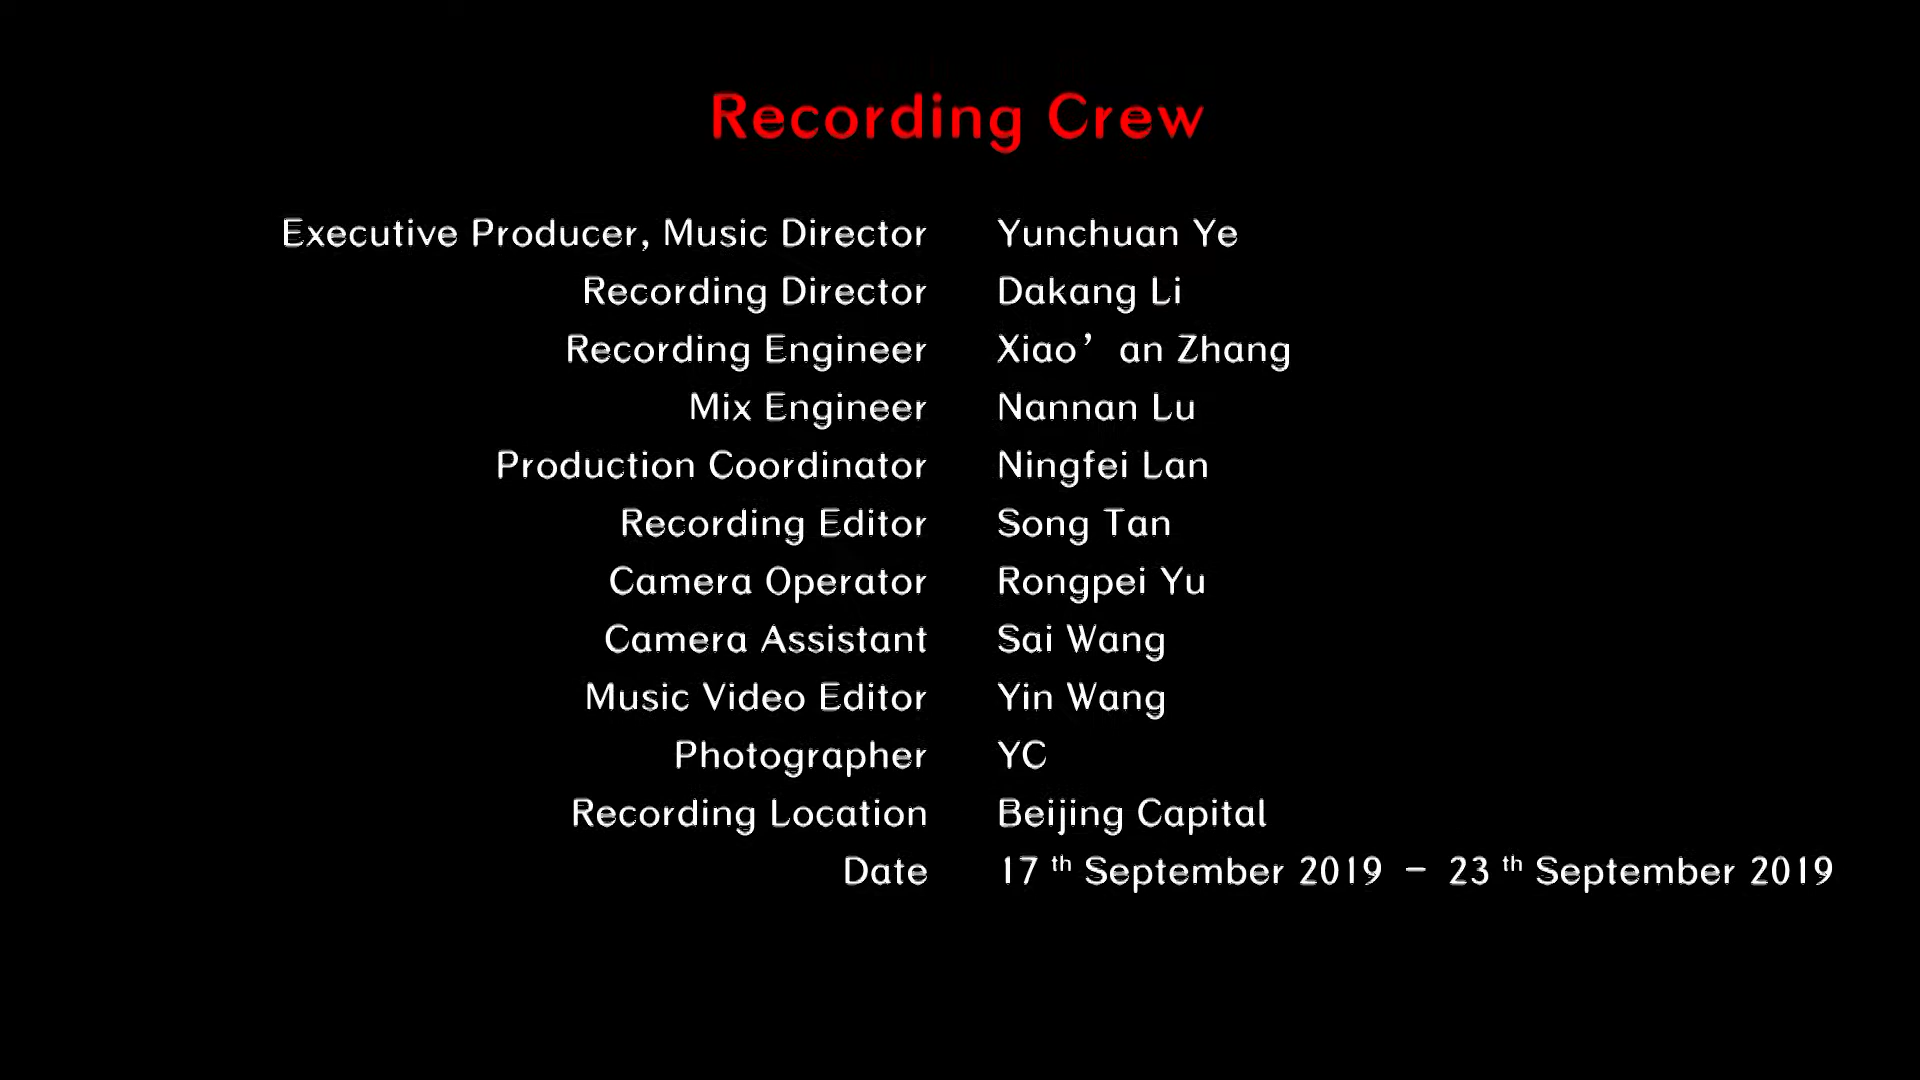 Recording Crew
Executive Producer, Music Director Yunchuan Ye
Recording Director Dakang Li
Recording Engineer Xiao’ an Zhang
Mix Engineer Nannan Lu
Production Coordinator Ningfei Lan
Recording Editor Song Tan
Camera Operator Rongpei Yu
Camera Assistant Sai Wang
Music Video Editor Yin Wang
Photographer YC
Recording Location Beijing Capital
Date 17 th September 2019 – 23 th September 2019